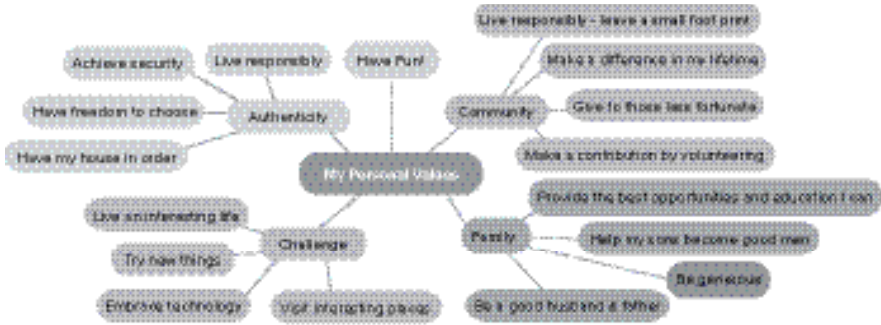 Live responsibly - leave a small foot print
Achieve security
Live responsibly
Have Fun!
Make a difference in my lifetime
Have freedom to choose
Authenticity
Community
Give to those less fortunate
Have my house in order
Make a contribution by volunteering
My Personal Values
Provide the best opportunities and education I can
Live an interesting life
Challenge
Family
Help my sons become good men
Try new things
Be generous
Embrace technology
Visit interesting places
Be a good husband & father